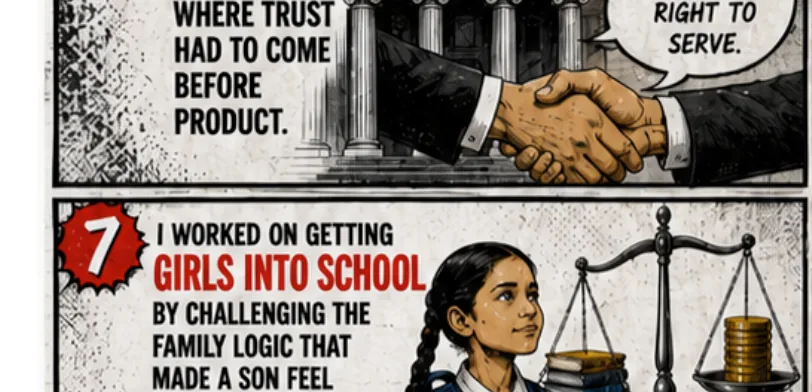 WHERE TRUST
HAD TO COME
BEFORE
PRODUCT.
RIGHT TO
SERVE.
7
I WORKED ON GETTING
GIRLS INTO SCHOOL
BY CHALLENGING THE
FAMILY LOGIC THAT
MADE A SON FEEL